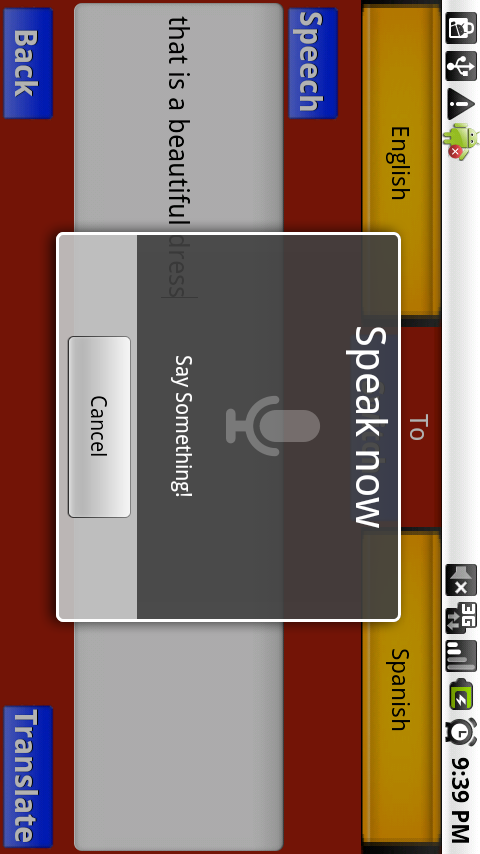 3G 9:39 PM
English To Spanish
Speech
Speak now
that is a beautiful dress
Say Something!
Cancel
Back Translate